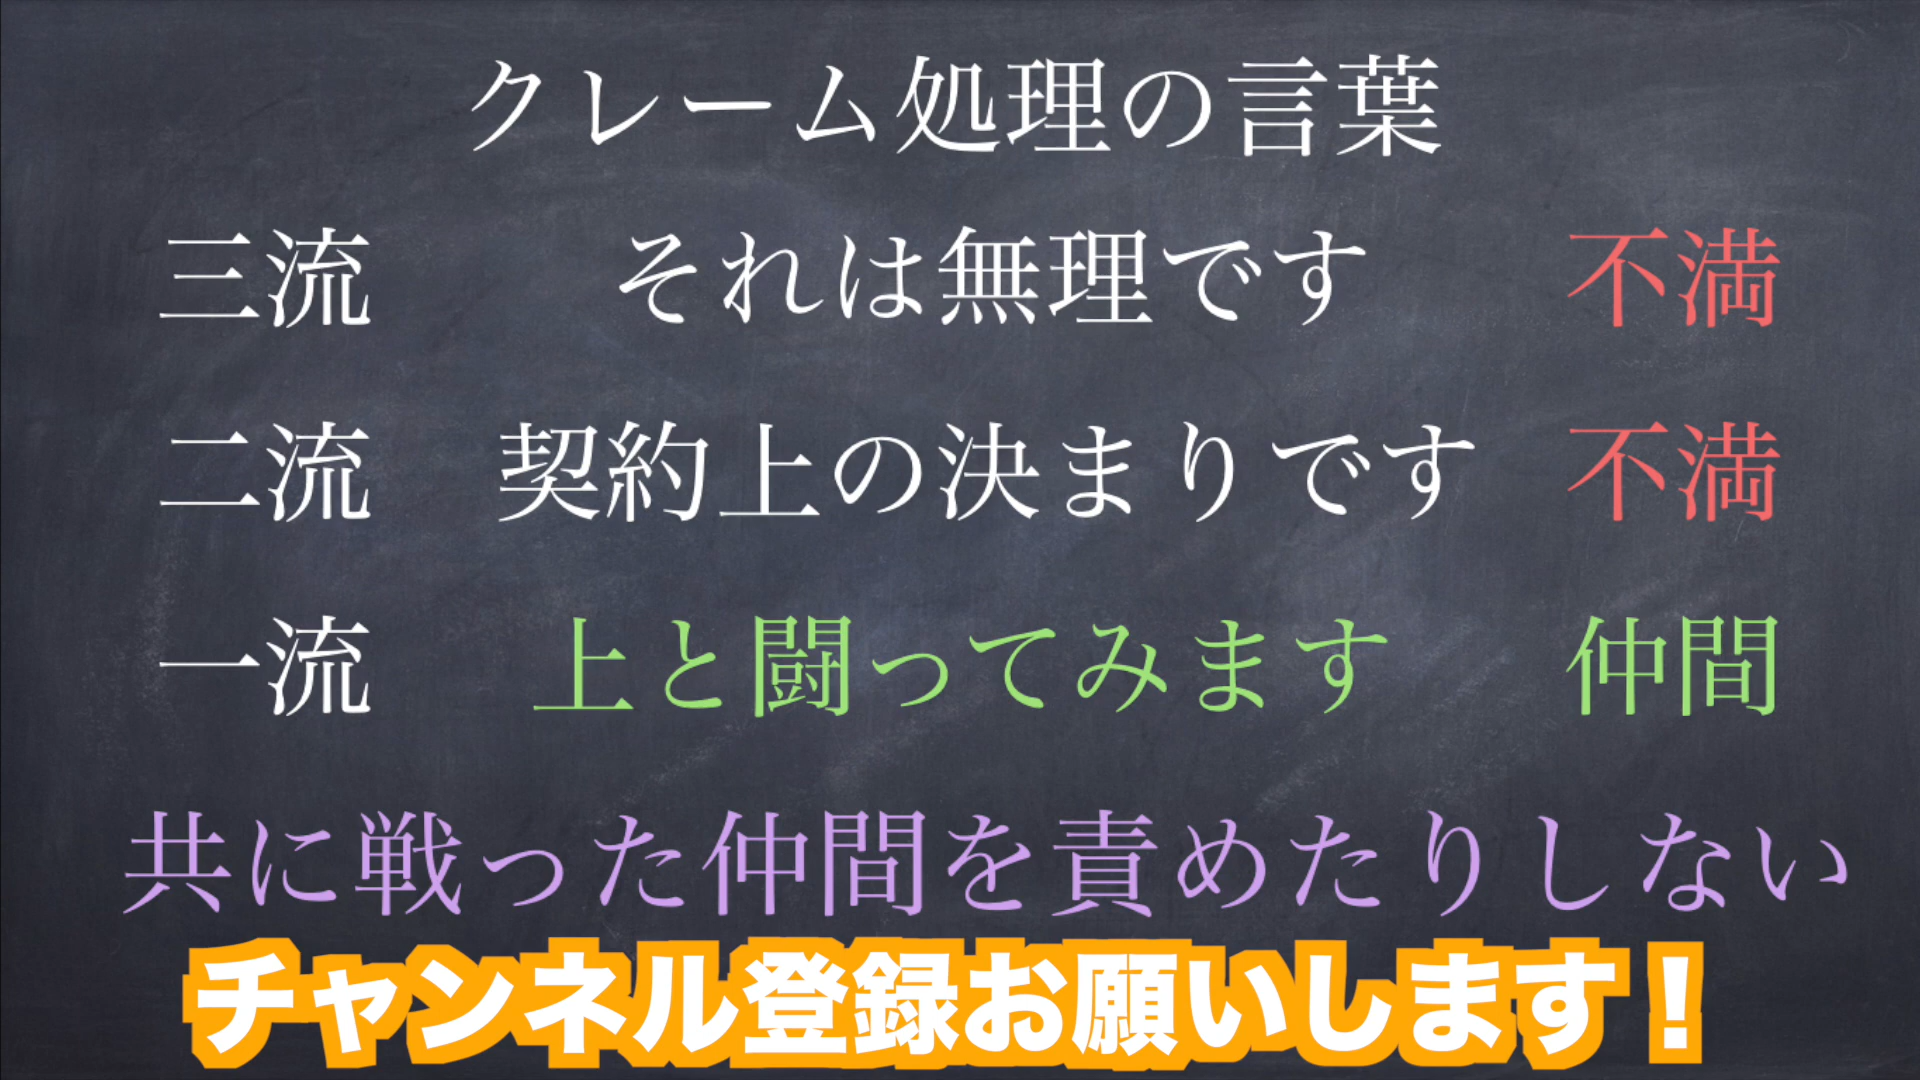 クレーム処理の言葉
三流 それは無理です 不満
二流 契約上の決まりです 不満
一流 上と闘ってみます 仲間
共に戦った仲間を責めたりしない
チャンネル登録お願いします！